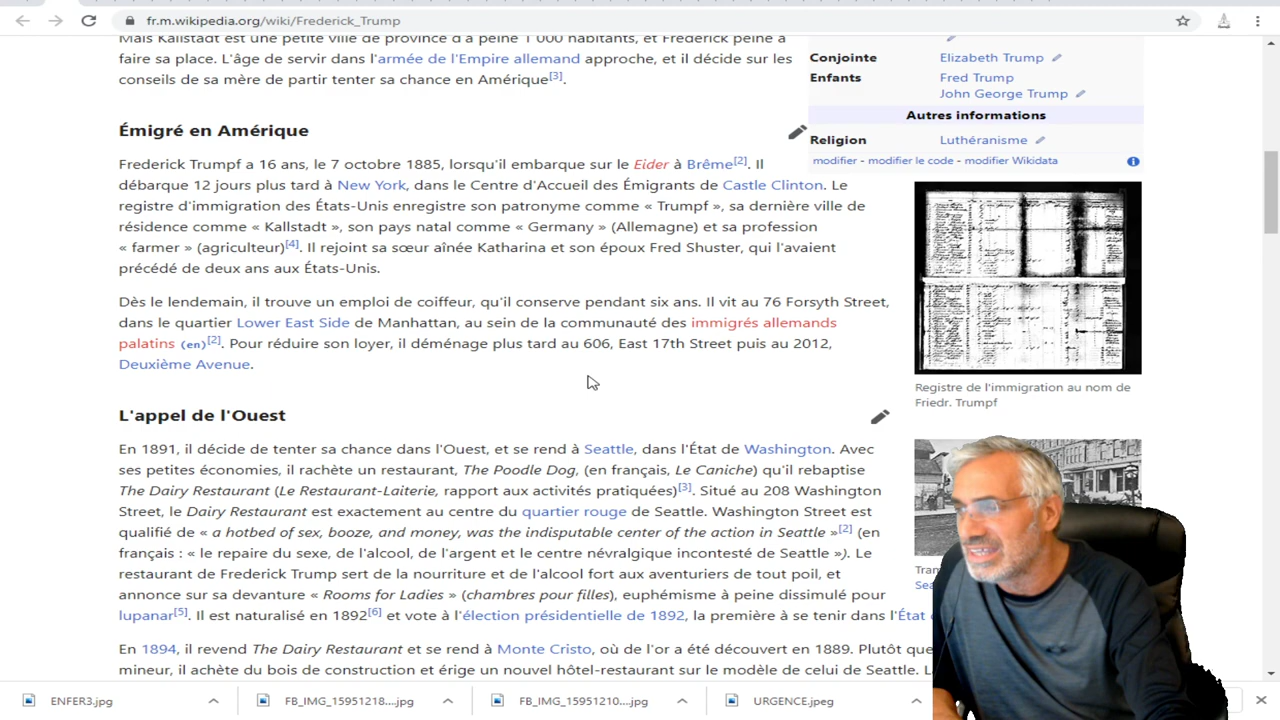 fr.m.wikipedia.org/wiki/Frederick_Trump
Mais Kallstadt est une petite ville de province d'à peine 1 000 habitants, et Frederick peine à
faire sa place. L'âge de servir dans l'armée de l'Empire allemand approche, et il décide sur les
conseils de sa mère de partir tenter sa chance en Amérique[3].
Conjointe Elizabeth Trump
Enfants Fred Trump
John George Trump
Autres informations
Religion Luthéranisme
modifier - modifier le code - modifier Wikidata
Émigré en Amérique
Frederick Trumpf a 16 ans, le 7 octobre 1885, lorsqu'il embarque sur le Eider à Brême[2]. Il
débarque 12 jours plus tard à New York, dans le Centre d'Accueil des Émigrants de Castle Clinton. Le
registre d'immigration des États-Unis enregistre son patronyme comme « Trumpf », sa dernière ville de
résidence comme « Kallstadt », son pays natal comme « Germany » (Allemagne) et sa profession
« farmer » (agriculteur)[4]. Il rejoint sa sœur aînée Katharina et son époux Fred Shuster, qui l'avaient
précédé de deux ans aux États-Unis.
Dès le lendemain, il trouve un emploi de coiffeur, qu'il conserve pendant six ans. Il vit au 76 Forsyth Street,
dans le quartier Lower East Side de Manhattan, au sein de la communauté des immigrés allemands
palatins (en)[2]. Pour réduire son loyer, il déménage plus tard au 606, East 17th Street puis au 2012,
Deuxième Avenue.
Registre de l'immigration au nom de
Friedr. Trumpf
L'appel de l'Ouest
En 1891, il décide de tenter sa chance dans l'Ouest, et se rend à Seattle, dans l'État de Washington. Avec
ses petites économies, il rachète un restaurant, The Poodle Dog, (en français, Le Caniche) qu'il rebaptise
The Dairy Restaurant (Le Restaurant-Laiterie, rapport aux activités pratiquées)[3]. Situé au 208 Washington
Street, le Dairy Restaurant est exactement au centre du quartier rouge de Seattle. Washington Street est
qualifié de « a hotbed of sex, booze, and money, was the indisputable center of the action in Seattle »[2] (en
français : « le repaire du sexe, de l'alcool, de l'argent et le centre névralgique incontesté de Seattle »). Le
restaurant de Frederick Trump sert de la nourriture et de l'alcool fort aux aventuriers de tout poil, et
annonce sur sa devanture « Rooms for Ladies » (chambres pour filles), euphémisme à peine dissimulé pour
lupanar[5]. Il est naturalisé en 1892[6] et vote à l'élection présidentielle de 1892, la première à se tenir dans l'État
En 1894, il revend The Dairy Restaurant et se rend à Monte Cristo, où de l'or a été découvert en 1889. Plutôt que
mineur, il achète du bois de construction et érige un nouvel hôtel-restaurant sur le modèle de celui de Seattle.
ENFER3.jpg
FB_IMG_15951218....jpg
FB_IMG_15951210....jpg
URGENCE.jpeg